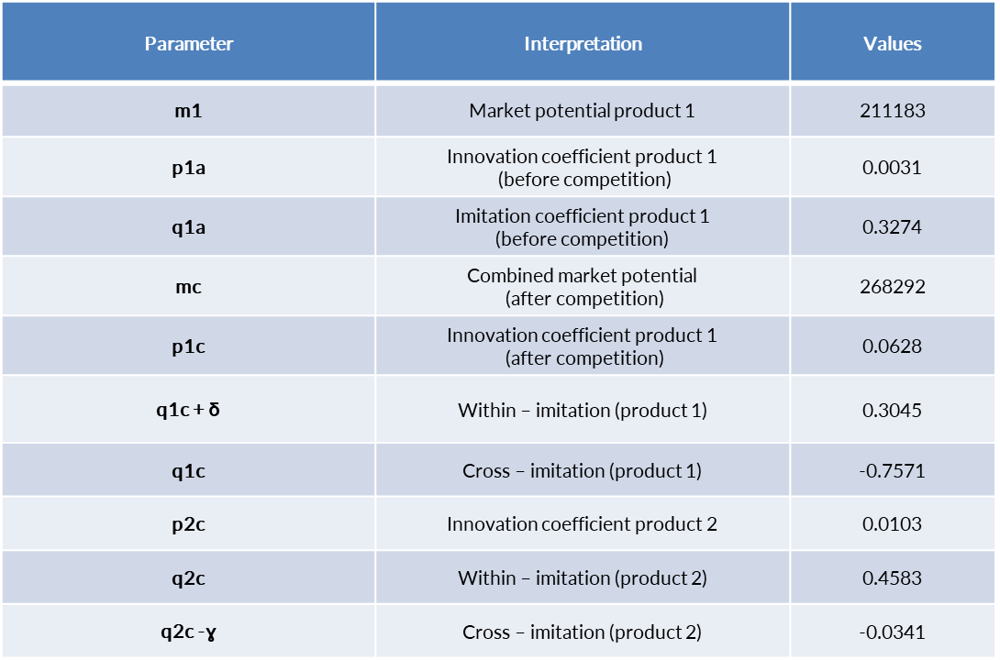 Parameter Interpretation Values
m1 Market potential product 1 211183
p1a Innovation coefficient product 1
(before competition) 0.0031
q1a Imitation coefficient product 1
(before competition) 0.3274
mc Combined market potential
(after competition) 268292
p1c Innovation coefficient product 1
(after competition) 0.0628
q1c + δ Within – imitation (product 1) 0.3045
q1c Cross – imitation (product 1) -0.7571
p2c Innovation coefficient product 2 0.0103
q2c Within – imitation (product 2) 0.4583
q2c - ɣ Cross – imitation (product 2) -0.0341